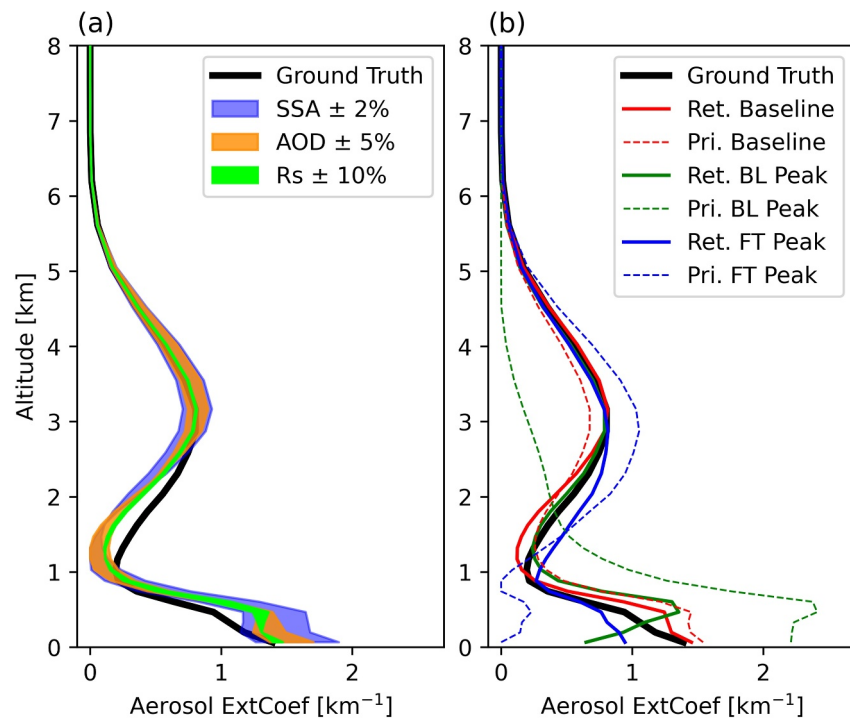 (a)
8
7
6
5
4
3
2
1
0
Altitude [km]
Ground Truth
SSA ± 2%
AOD ± 5%
Rs ± 10%
0
1
2
Aerosol ExtCoef [km⁻¹]
(b)
8
7
6
5
4
3
2
1
0
Ground Truth
Ret. Baseline
Pri. Baseline
Ret. BL Peak
Pri. BL Peak
Ret. FT Peak
Pri. FT Peak
0
1
2
Aerosol ExtCoef [km⁻¹]